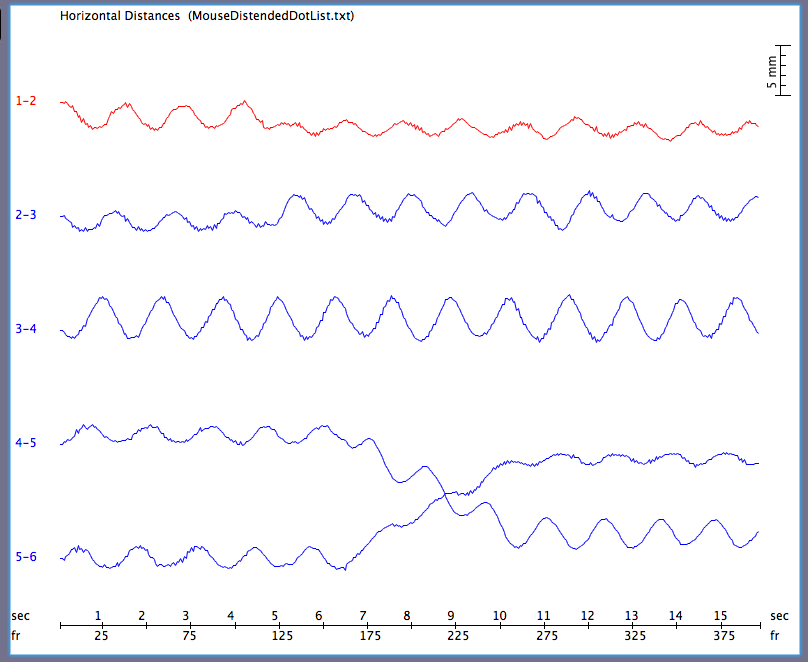 Horizontal Distances (MouseDistendedDotList.txt)
5 mm
1-2
2-3
3-4
4-5
5-6
sec 1 2 3 4 5 6 7 8 9 10 11 12 13 14 15 sec
fr 25 75 125 175 225 275 325 375 fr